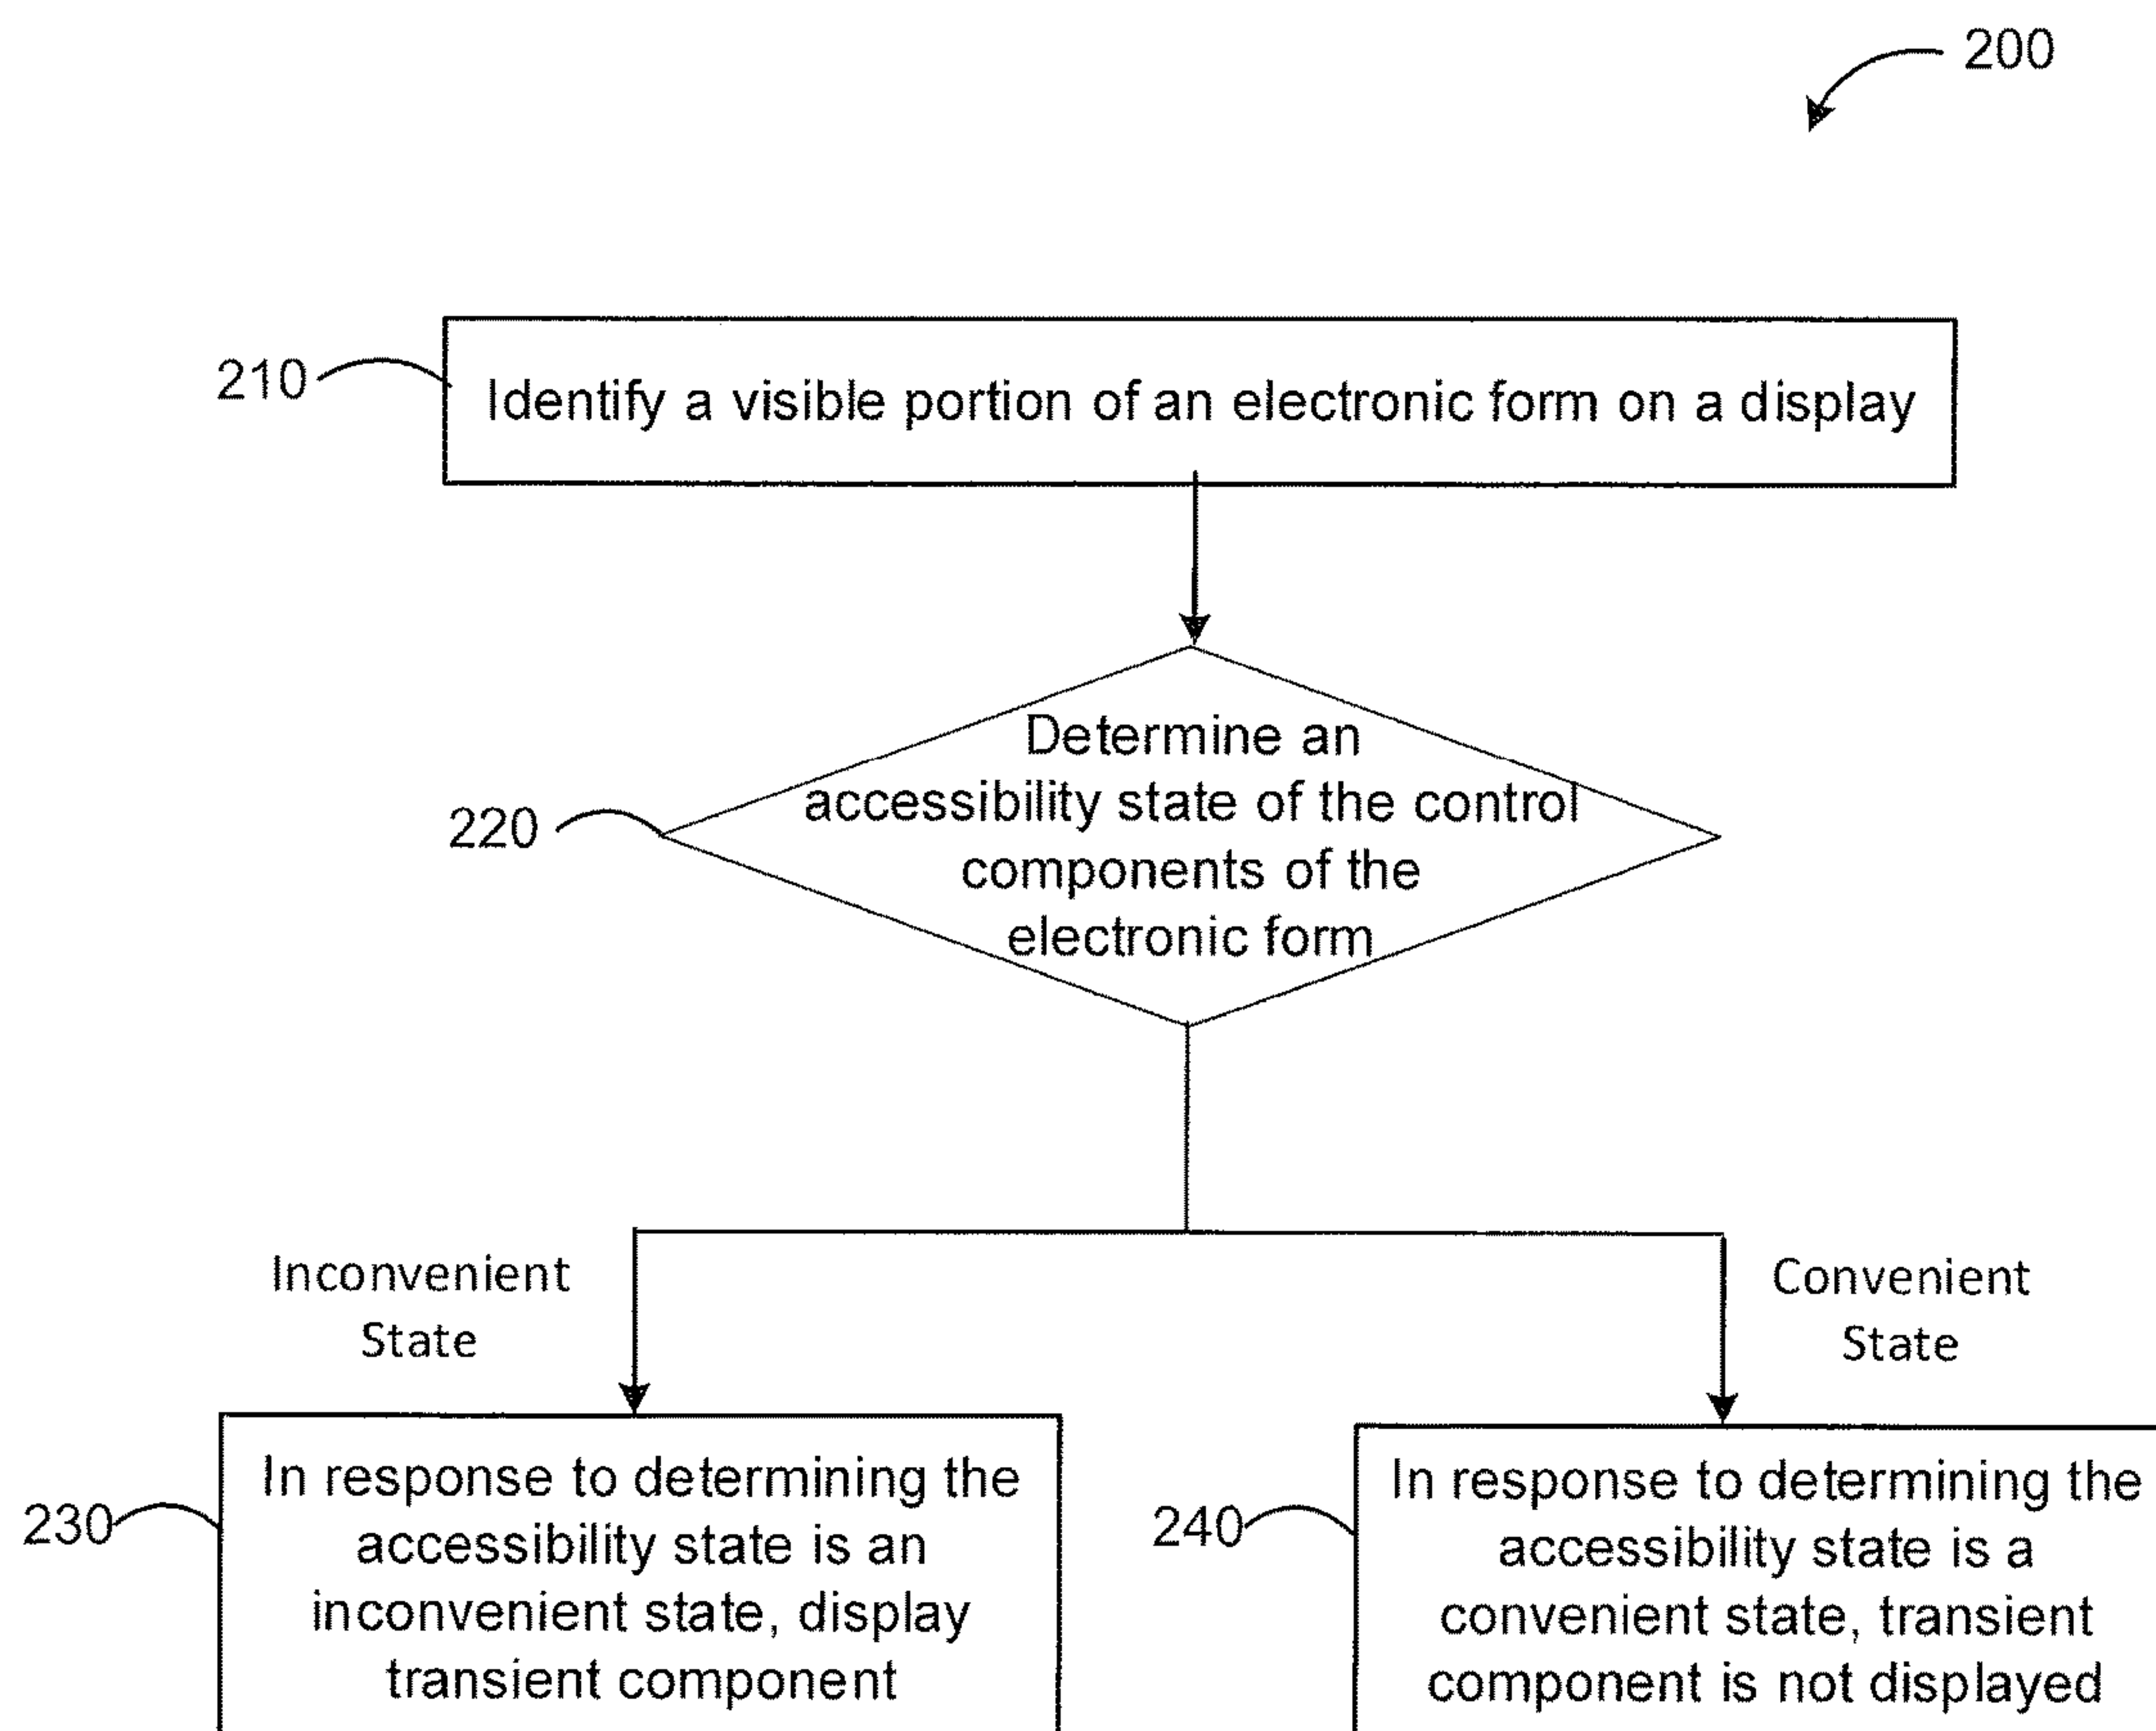 200
210
Identify a visible portion of an electronic form on a display
220
Determine an
accessibility state of the control
components of the
electronic form
Inconvenient
State
Convenient
State
230
In response to determining the
accessibility state is an
inconvenient state, display
transient component
240
In response to determining the
accessibility state is a
convenient state, transient
component is not displayed